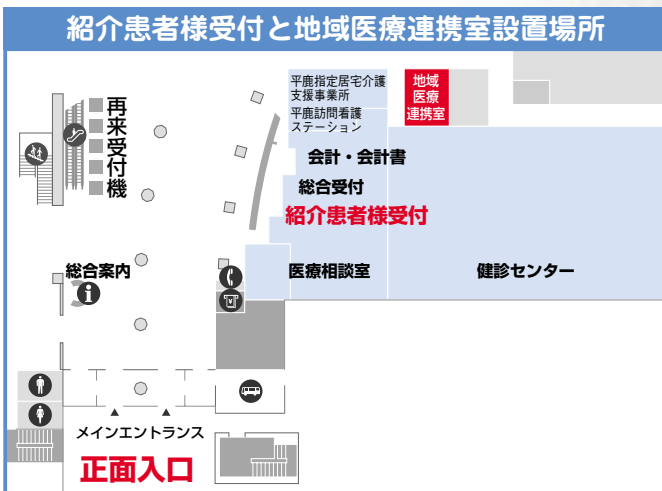 紹介患者様受付と地域医療連携室設置場所
再来受付機
平鹿指定居宅介護
支援事業所
平鹿訪問看護
ステーション
地域
医療
連携室
会計・会計書
総合受付
紹介患者様受付
総合案内
医療相談室
健診センター
メインエントランス
正面入口